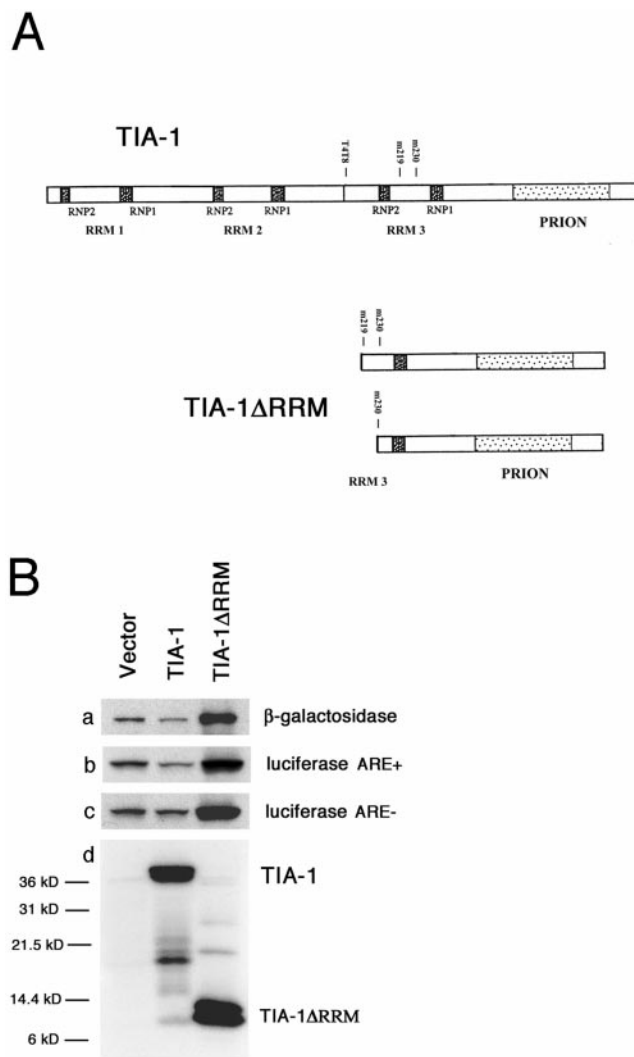 A
TIA-1
T4T8
m219
m230
RNP2 RNP1 RNP2 RNP1 RNP2 RNP1
RRM 1 RRM 2 RRM 3 PRION
m219
m230
TIA-1ΔRRM
m230
RRM 3 PRION
B
Vector
TIA-1
TIA-1ΔRRM
a β-galactosidase
b luciferase ARE+
c luciferase ARE-
d
TIA-1
36 kD
31 kD
21.5 kD
14.4 kD
TIA-1ΔRRM
6 kD